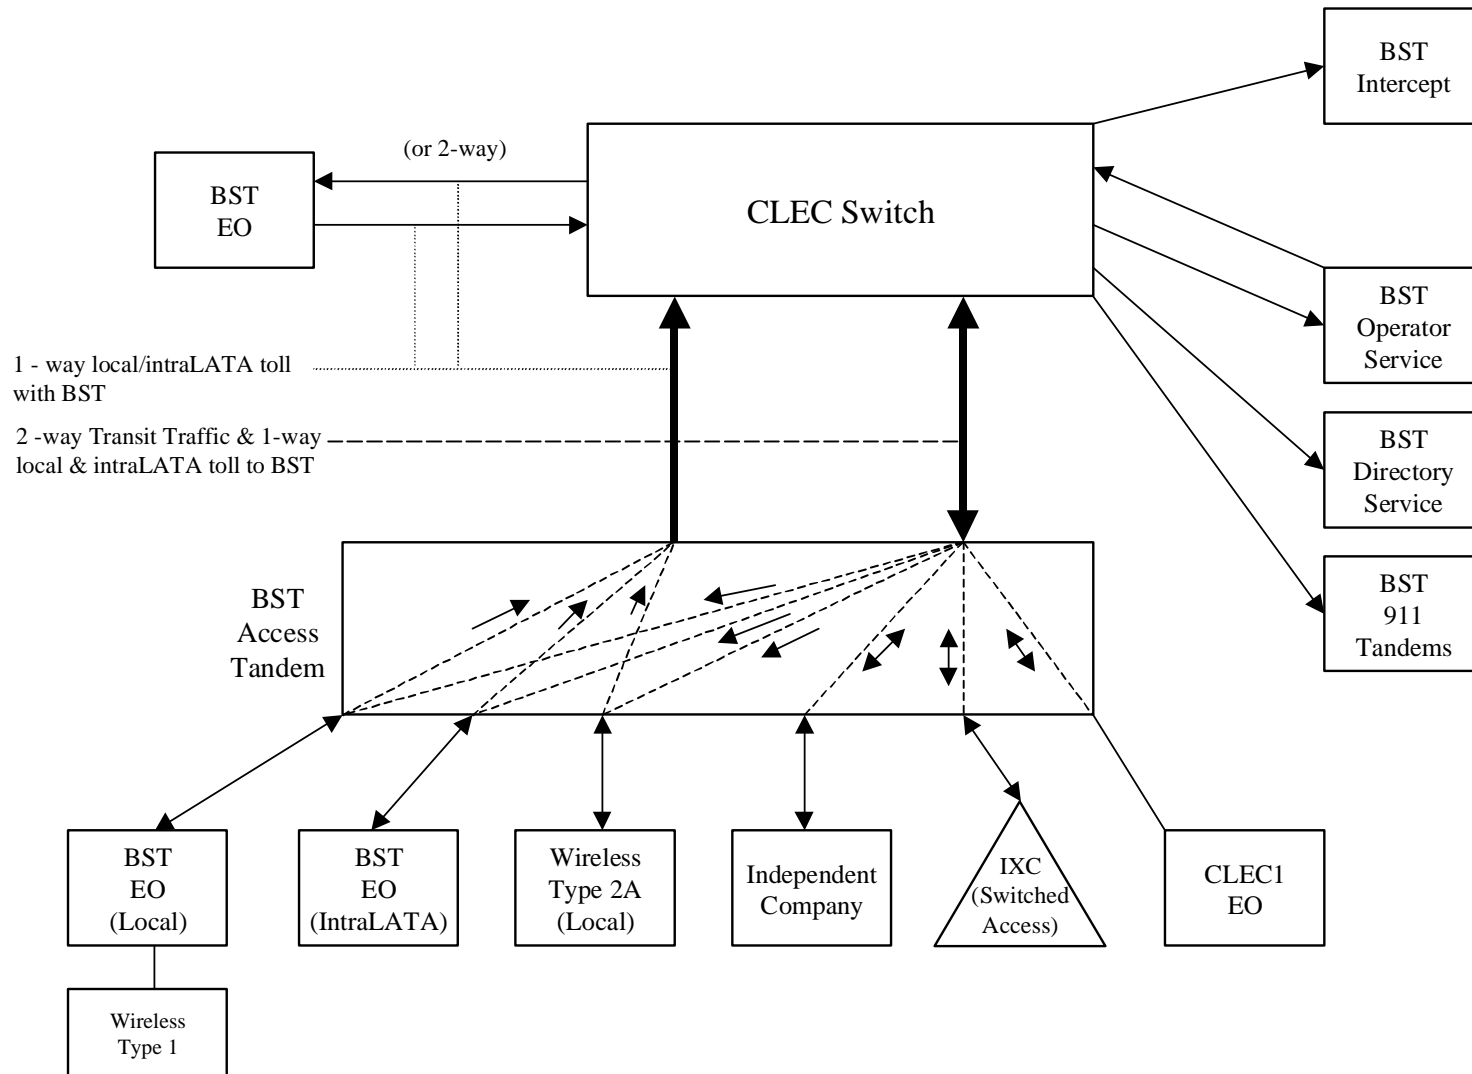 BST
Intercept
(or 2-way)
BST
EO
CLEC Switch
BST
Operator
Service
1 - way local/intraLATA toll
with BST
2 -way Transit Traffic & 1-way
local & intraLATA toll to BST
BST
Directory
Service
BST
Access
Tandem
BST
911
Tandems
BST
EO
(Local)
BST
EO
(IntraLATA)
Wireless
Type 2A
(Local)
Independent
Company
IXC
(Switched
Access)
CLEC1
EO
Wireless
Type 1